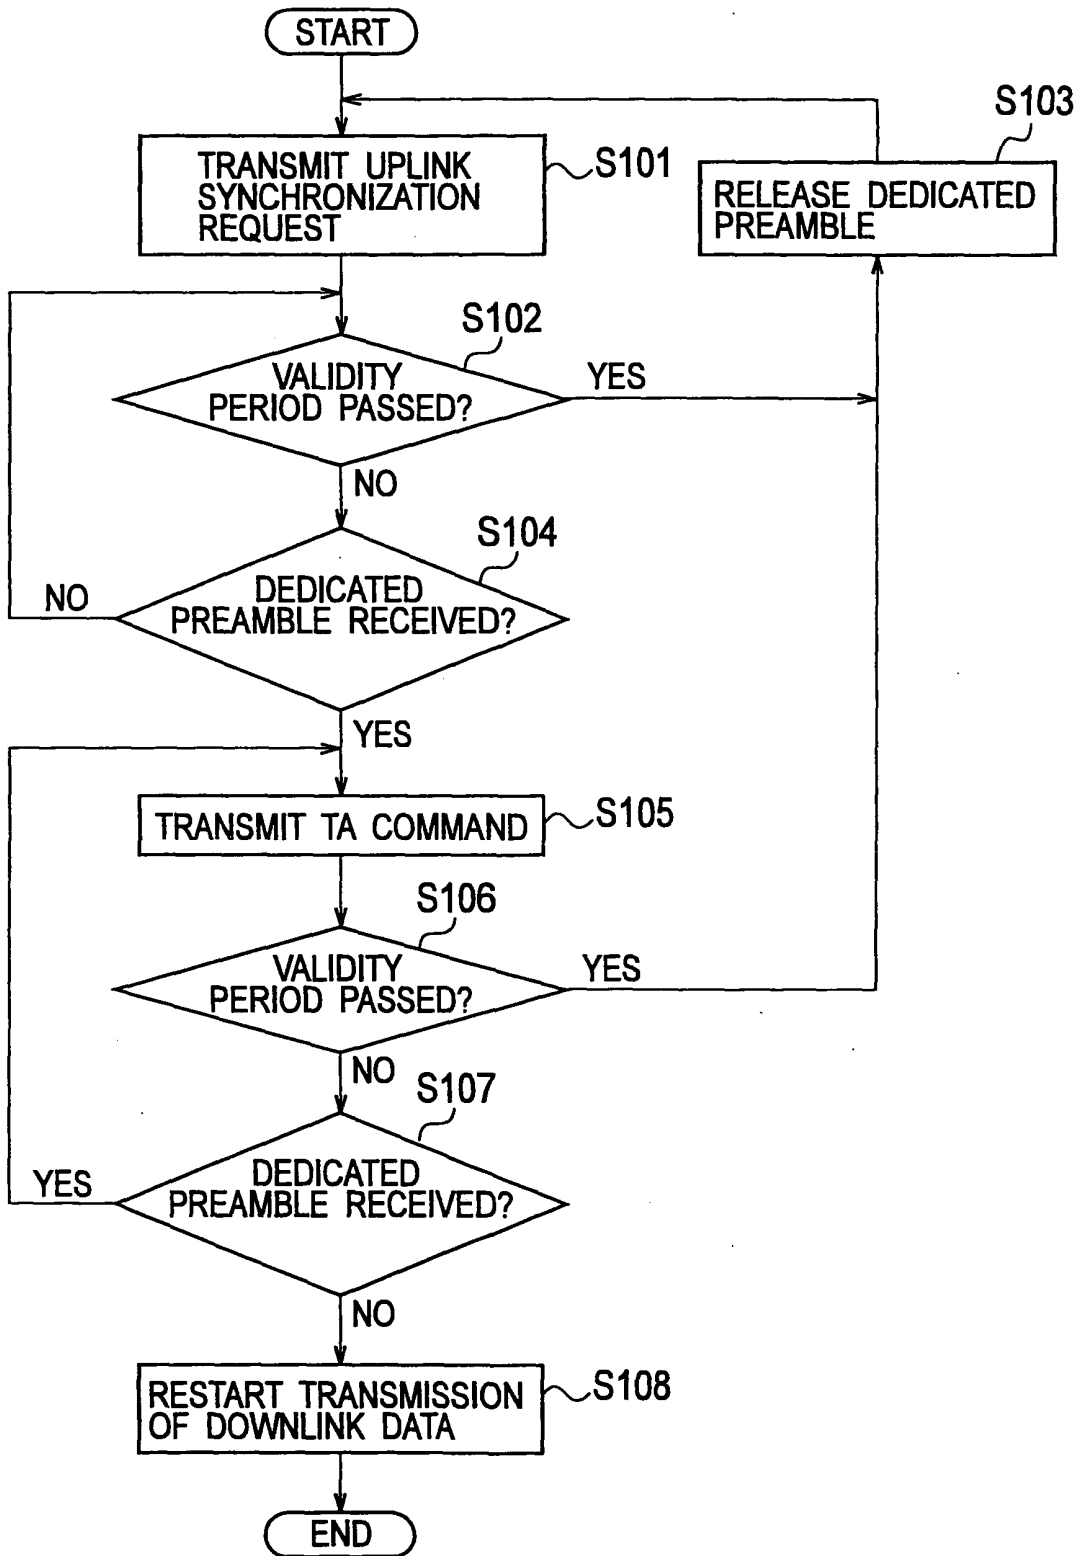 START
S103
TRANSMIT UPLINK
SYNCHRONIZATION
REQUEST
S101
RELEASE DEDICATED
PREAMBLE
S102
VALIDITY
PERIOD PASSED?
YES
NO
S104
DEDICATED
PREAMBLE RECEIVED?
NO
YES
TRANSMIT TA COMMAND
S105
S106
VALIDITY
PERIOD PASSED?
YES
NO
S107
DEDICATED
PREAMBLE RECEIVED?
YES
NO
RESTART TRANSMISSION
OF DOWNLINK DATA
S108
END